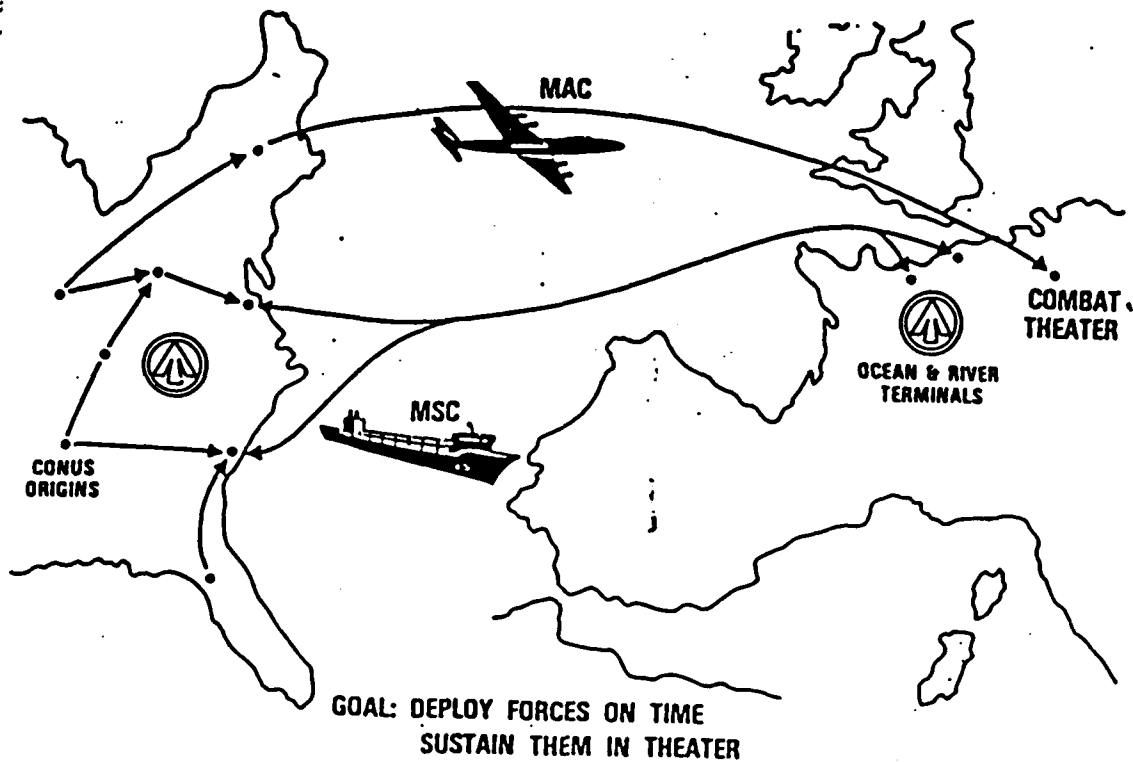 MAC
COMBAT
THEATER
OCEAN & RIVER
TERMINALS
MSC
CONUS
ORIGINS
GOAL: DEPLOY FORCES ON TIME
SUSTAIN THEM IN THEATER